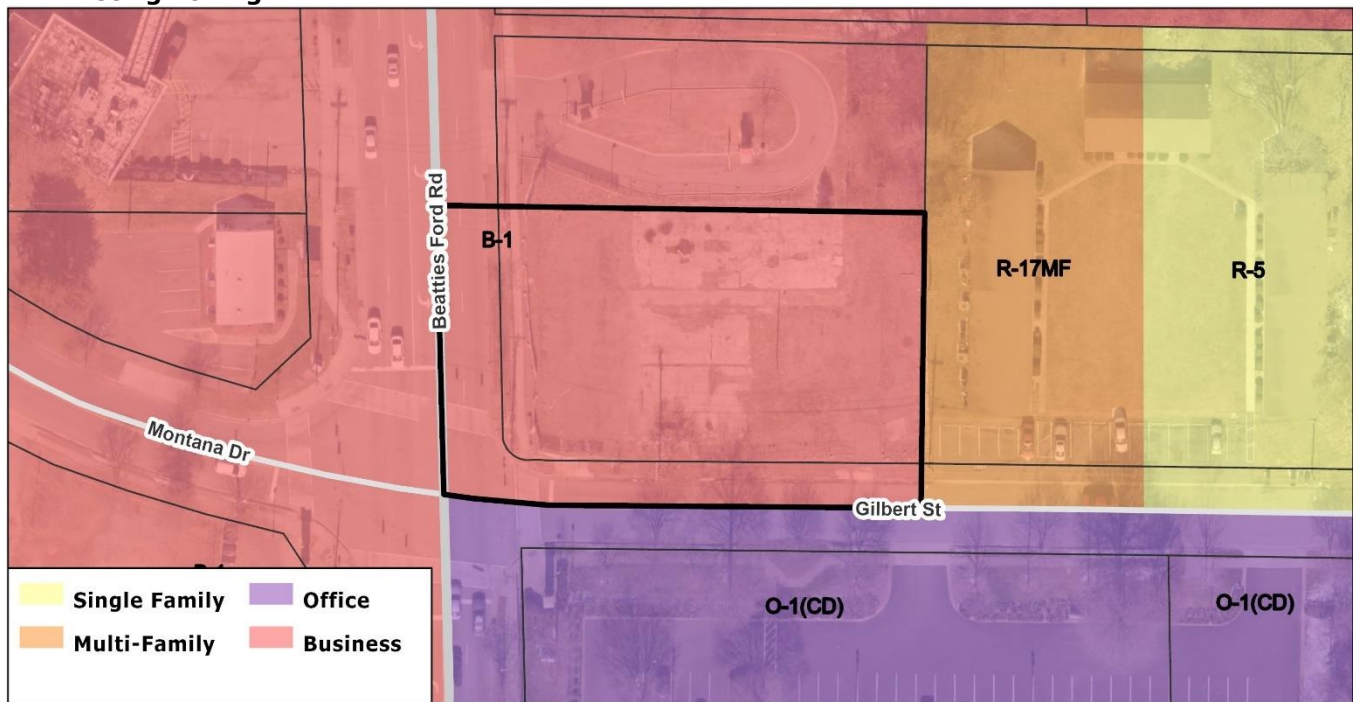 Beatties Ford Rd
B-1
R-17MF
R-5
Montana Dr
Gilbert St
O-1(CD)
O-1(CD)
Single Family
Office
Multi-Family
Business